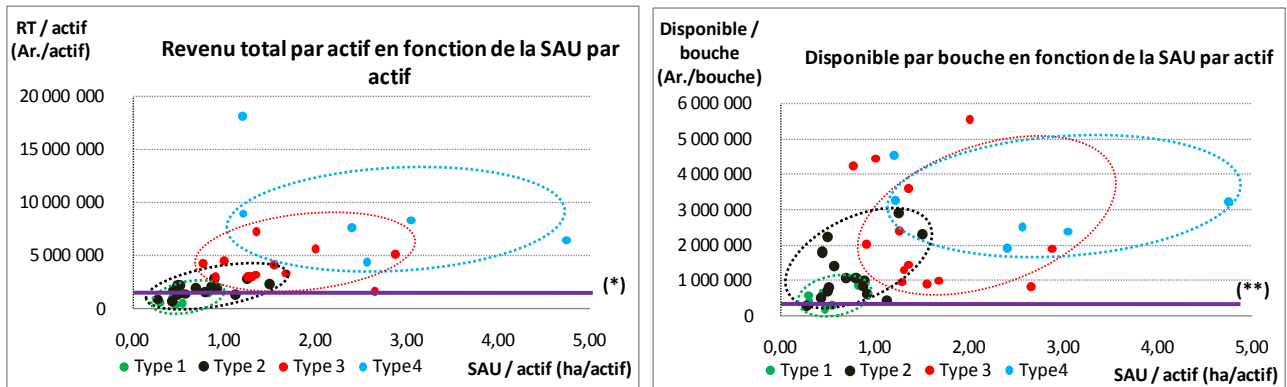 RT / actif
(Ar./actif)
Revenu total par actif en fonction de la SAU par
actif
20 000 000
15 000 000
10 000 000
5 000 000
0
(*)
0,00 1,00 2,00 3,00 4,00 5,00
Type 1 Type 2 Type 3 Type4 SAU / actif (ha/actif)
Disponible /
bouche
(Ar./bouche)
Disponible par bouche en fonction de la SAU par actif
6 000 000
5 000 000
4 000 000
3 000 000
2 000 000
1 000 000
0
(**)
0,00 1,00 2,00 3,00 4,00 5,00
Type 1 Type 2 Type 3 Type4 SAU / actif (ha/actif)